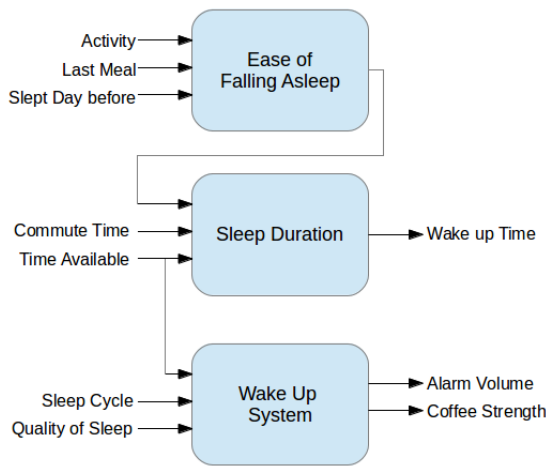 Activity
Last Meal
Slept Day before
Ease of
Falling Asleep
Commute Time
Time Available
Sleep Duration
Wake up Time
Sleep Cycle
Quality of Sleep
Wake Up
System
Alarm Volume
Coffee Strength